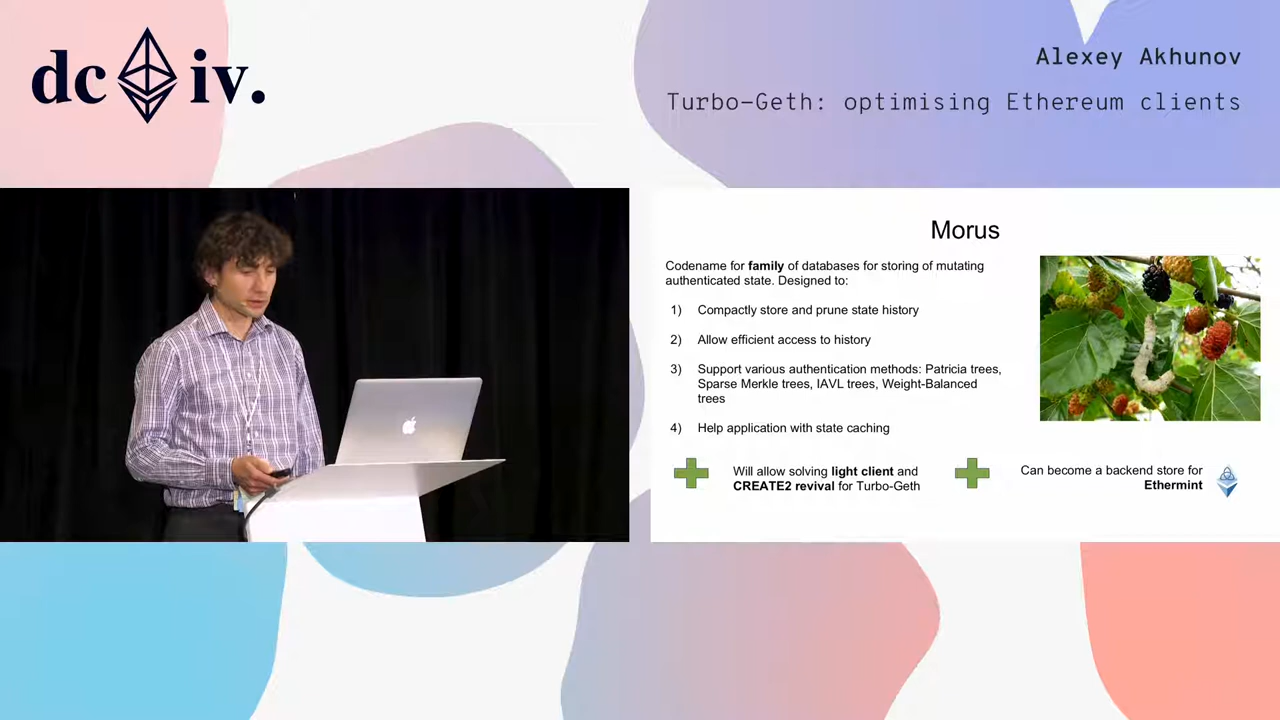 dc iv.
Alexey Akhunov
Turbo-Geth: optimising Ethereum clients
Morus
Codename for family of databases for storing of mutating
authenticated state. Designed to:
1) Compactly store and prune state history
2) Allow efficient access to history
3) Support various authentication methods: Patricia trees,
Sparse Merkle trees, IAVL trees, Weight-Balanced
trees
4) Help application with state caching
Will allow solving light client and
CREATE2 revival for Turbo-Geth
Can become a backend store for
Ethermint